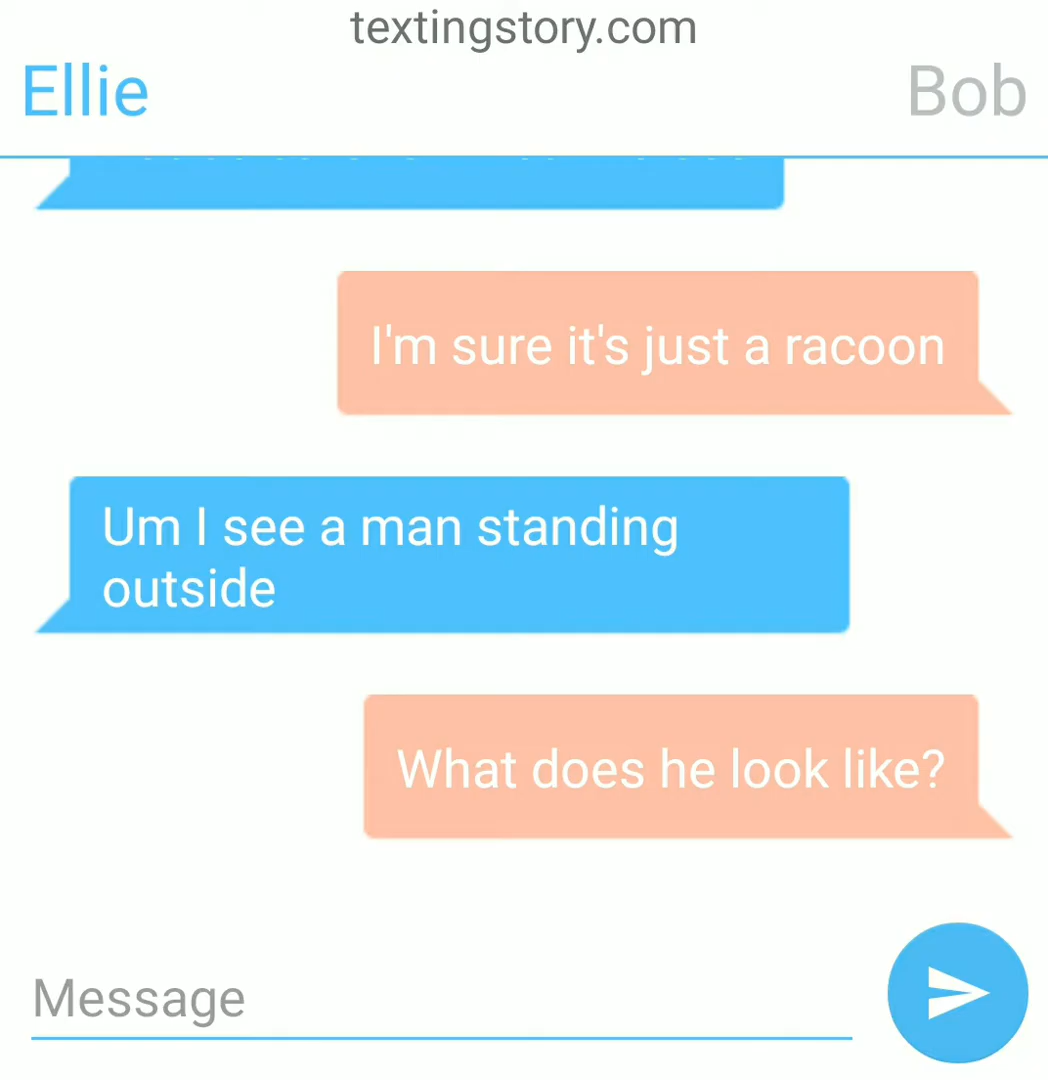 textingstory.com
Ellie
Bob
I'm sure it's just a racoon
Um I see a man standing
outside
What does he look like?
Message